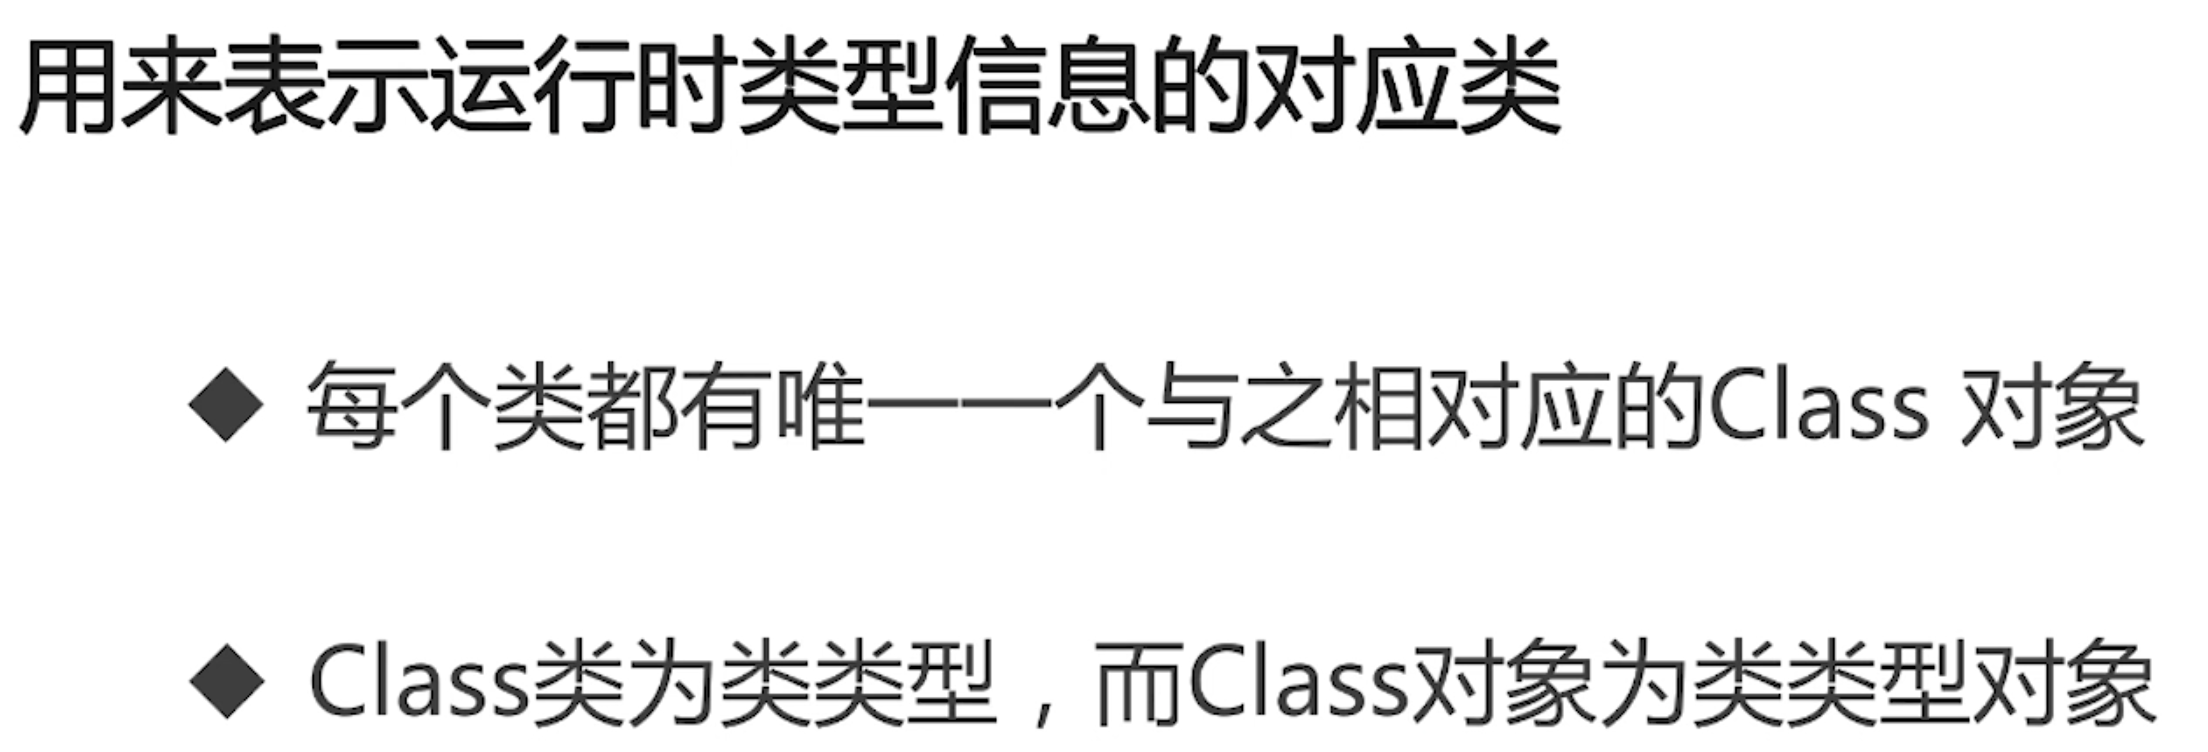 用来表示运行时类型信息的对应类
◆ 每个类都有唯一一个与之相对应的Class 对象
◆ Class类为类类型，而Class对象为类类型对象